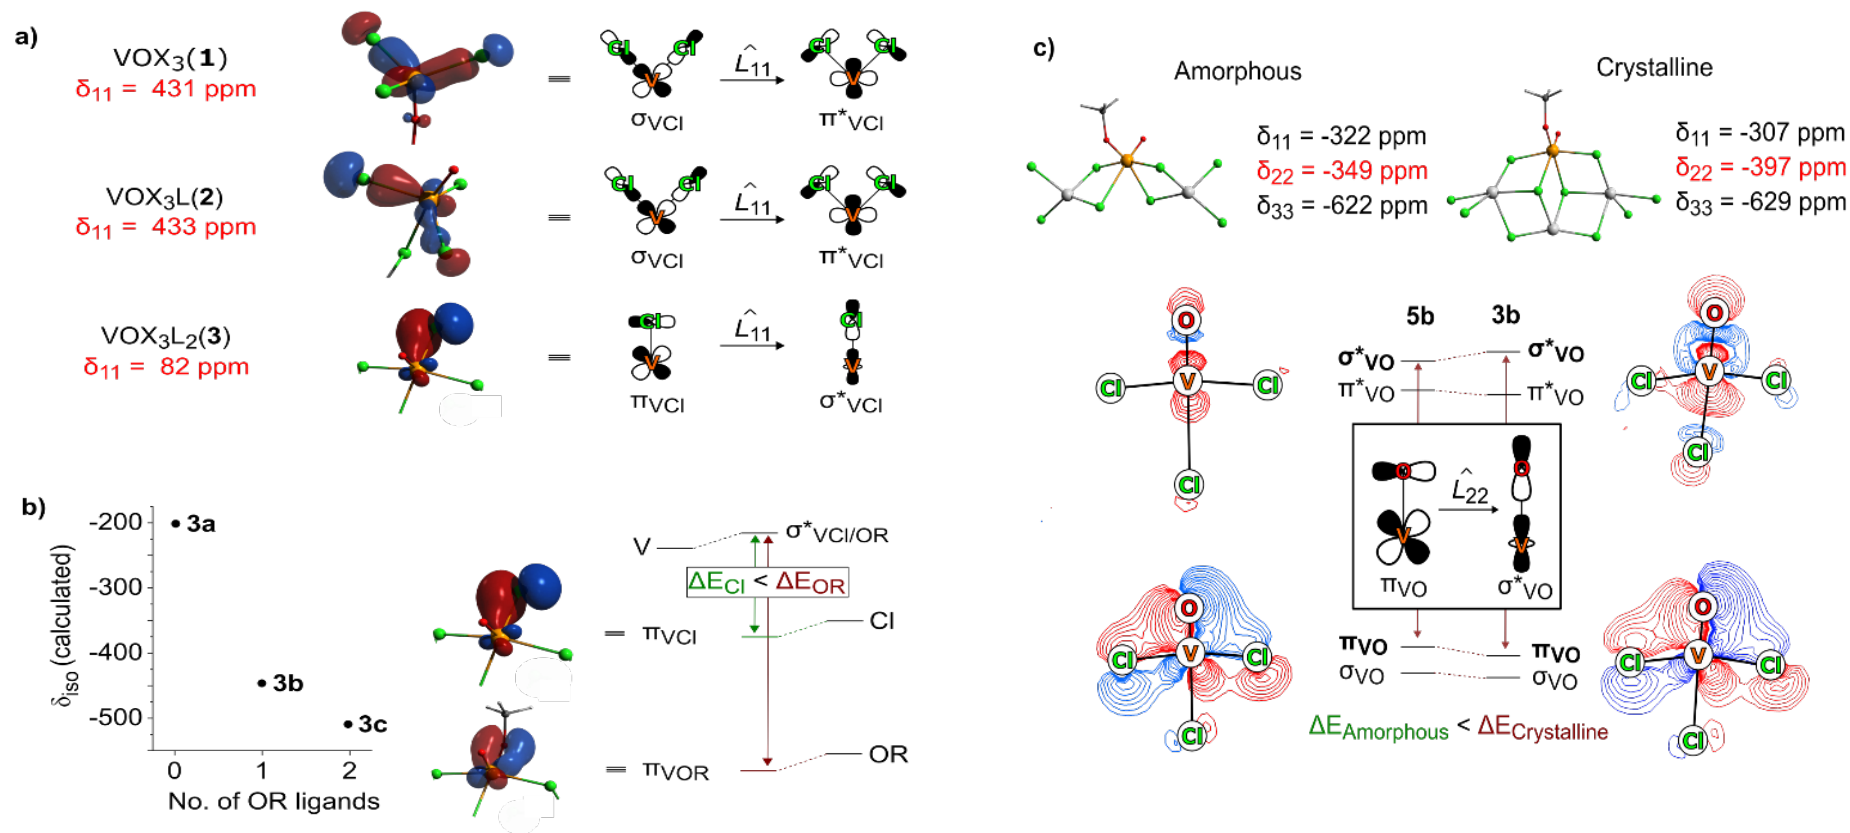 a)
VOX3(1)
δ11 = 431 ppm
Cl Cl
V
σVCl
L̂11
Cl Cl
V
π*VCl
VOX3L(2)
δ11 = 433 ppm
Cl Cl
V
σVCl
L̂11
Cl Cl
V
π*VCl
VOX3L2(3)
δ11 = 82 ppm
Cl
V
πVCl
L̂11
Cl
V
σ*VCl
b)
δiso (calculated)
-200
-300
-400
-500
3a
3b
3c
0 1 2
No. of OR ligands
V
σ*VCl/OR
ΔECl < ΔEOR
= πVCl
Cl
= πVOR
OR
c)
Amorphous
δ11 = -322 ppm
δ22 = -349 ppm
δ33 = -622 ppm
Crystalline
δ11 = -307 ppm
δ22 = -397 ppm
δ33 = -629 ppm
O
Cl V Cl
Cl
5b 3b
σ*VO σ*VO
π*VO π*VO
O
V
πVO
L̂22
O
V
σ*VO
πVO πVO
σVO σVO
ΔEAmorphous < ΔECrystalline
O
Cl V Cl
Cl
O
Cl V Cl
Cl
O
Cl V Cl
Cl